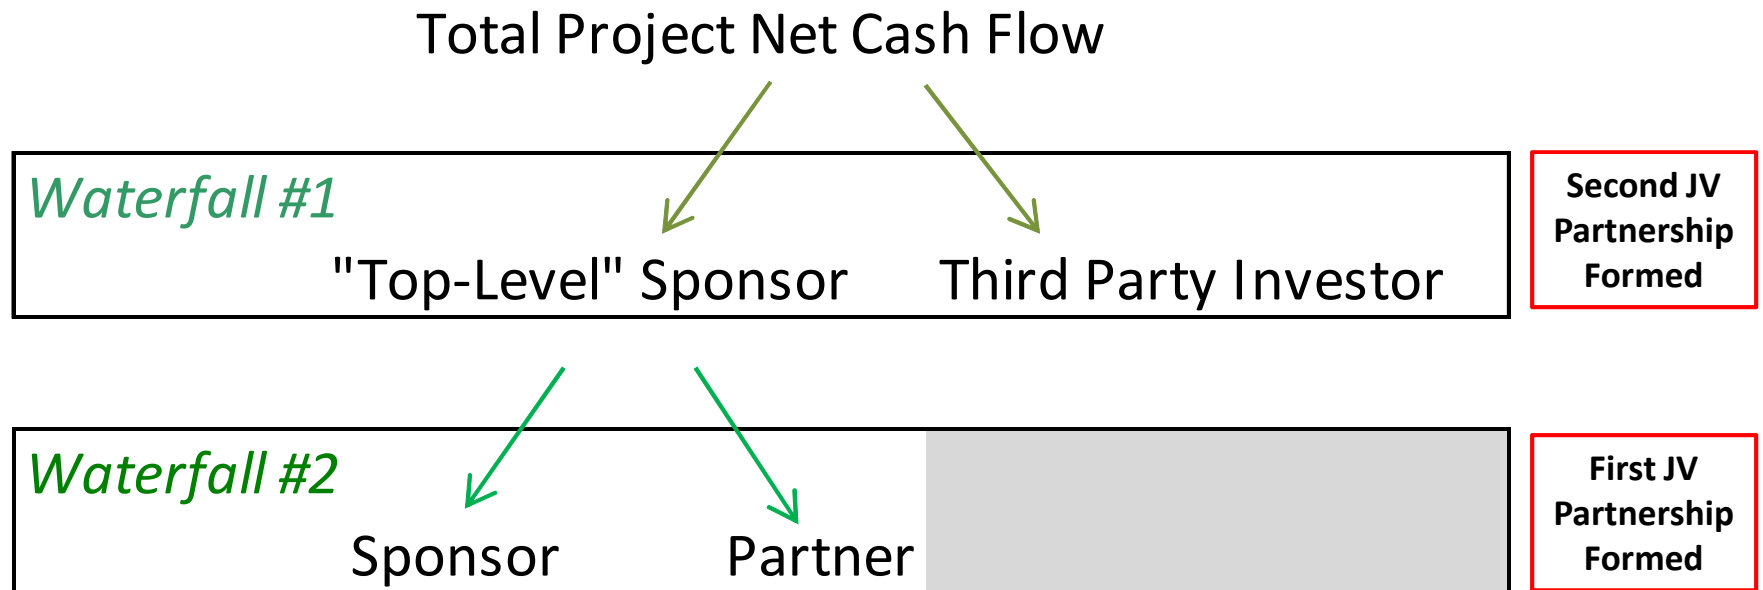 Total Project Net Cash Flow
Waterfall #1
"Top-Level" Sponsor
Third Party Investor
Second JV
Partnership
Formed
Waterfall #2
Sponsor
Partner
First JV
Partnership
Formed